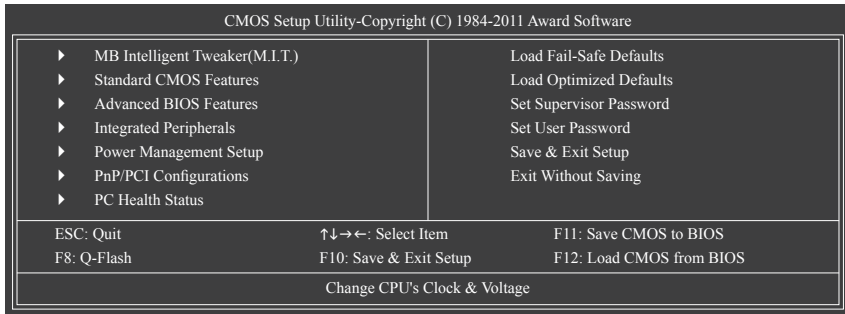 CMOS Setup Utility-Copyright (C) 1984-2011 Award Software
MB Intelligent Tweaker(M.I.T.)
Standard CMOS Features
Advanced BIOS Features
Integrated Peripherals
Power Management Setup
PnP/PCI Configurations
PC Health Status
Load Fail-Safe Defaults
Load Optimized Defaults
Set Supervisor Password
Set User Password
Save & Exit Setup
Exit Without Saving
ESC: Quit ↑↓→←: Select Item F11: Save CMOS to BIOS
F8: Q-Flash F10: Save & Exit Setup F12: Load CMOS from BIOS
Change CPU's Clock & Voltage